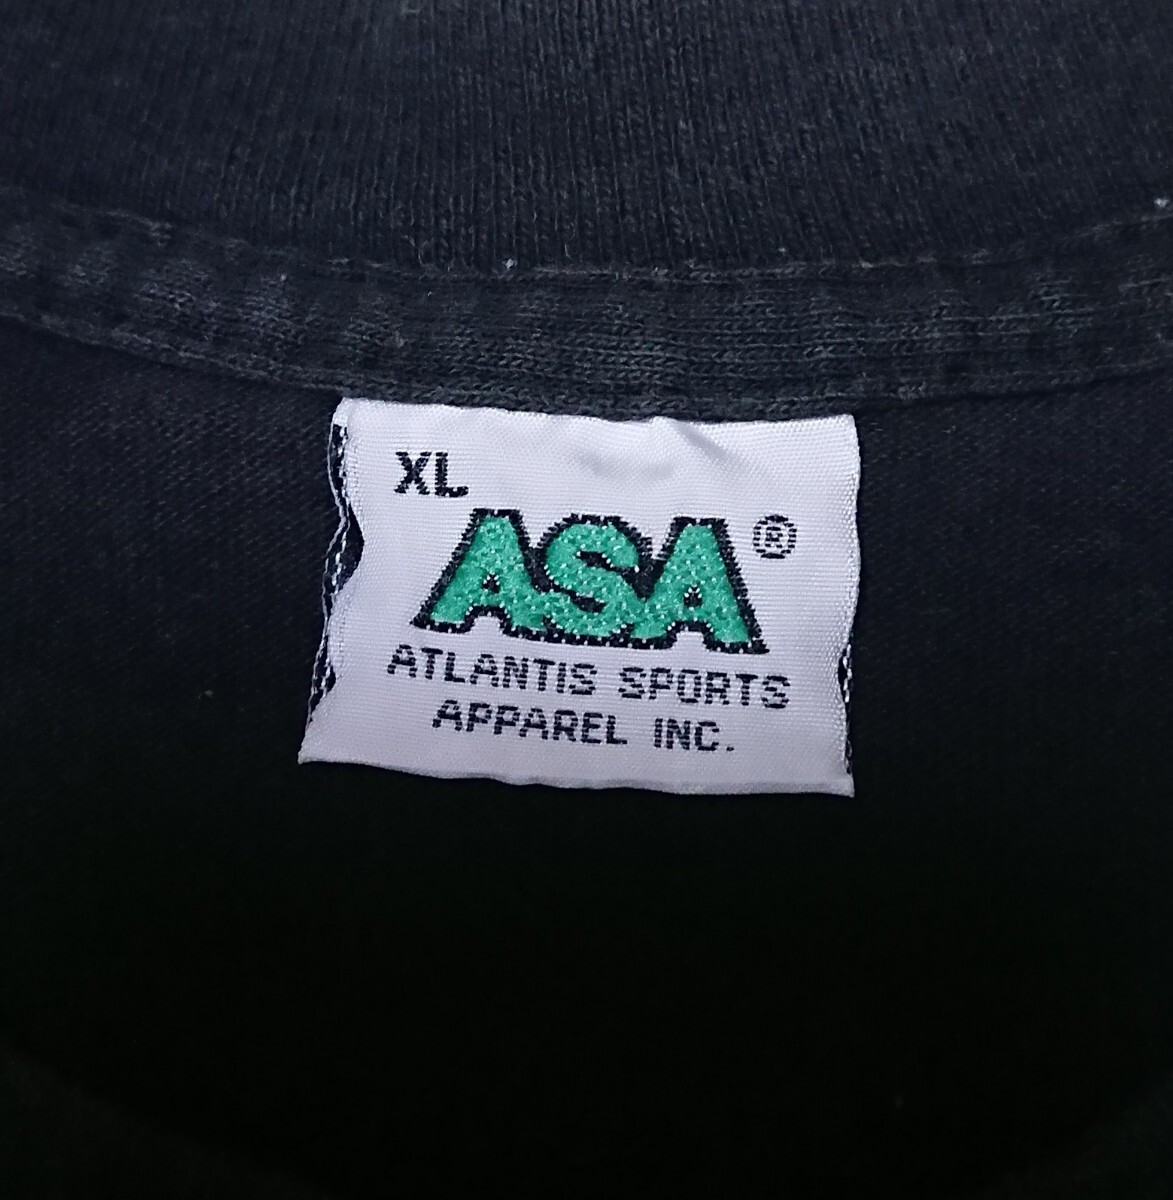 XL
ASA®
ATLANTIS SPORTS
APPAREL INC.